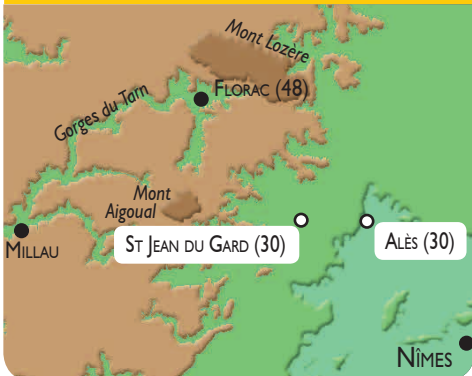 Mont Lozère
FLORAC (48)
Gorges du Tarn
Mont
Aigoual
MILLAU
ST JEAN DU GARD (30)
ALÈS (30)
NÎMES